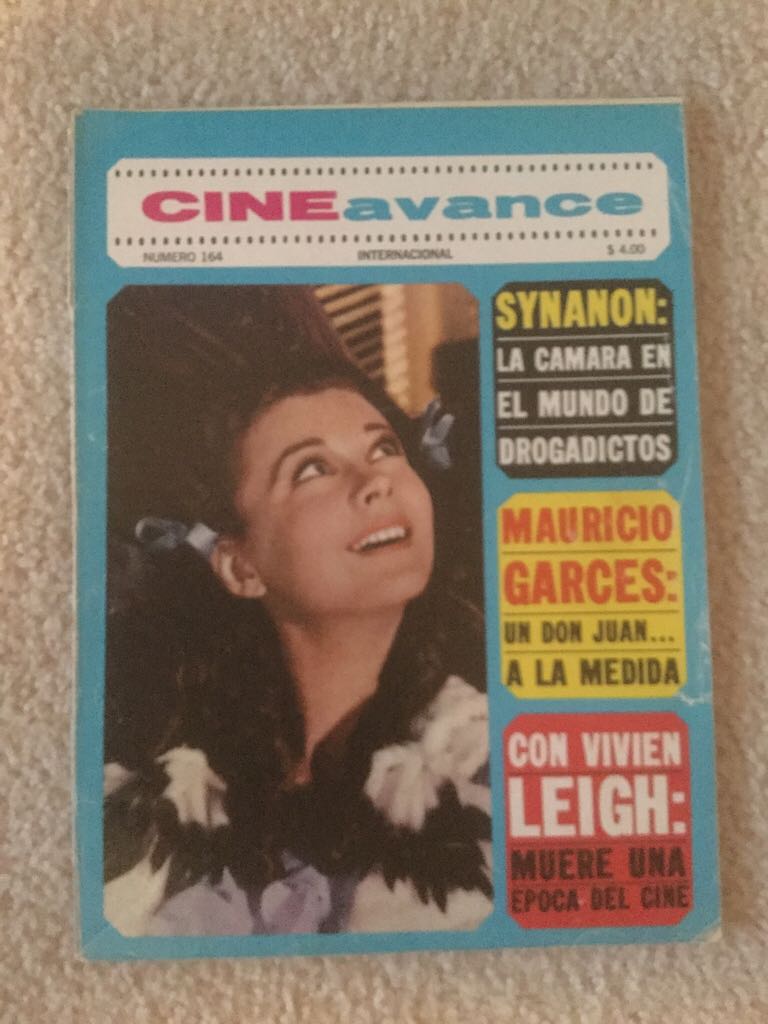 CINEavance
NUMERO 164 INTERNACIONAL $ 4.00
SYNANON:
LA CAMARA EN
EL MUNDO DE
DROGADICTOS
MAURICIO
GARCES:
UN DON JUAN...
A LA MEDIDA
CON VIVIEN
LEIGH:
MUERE UNA
EPOCA DEL CINE